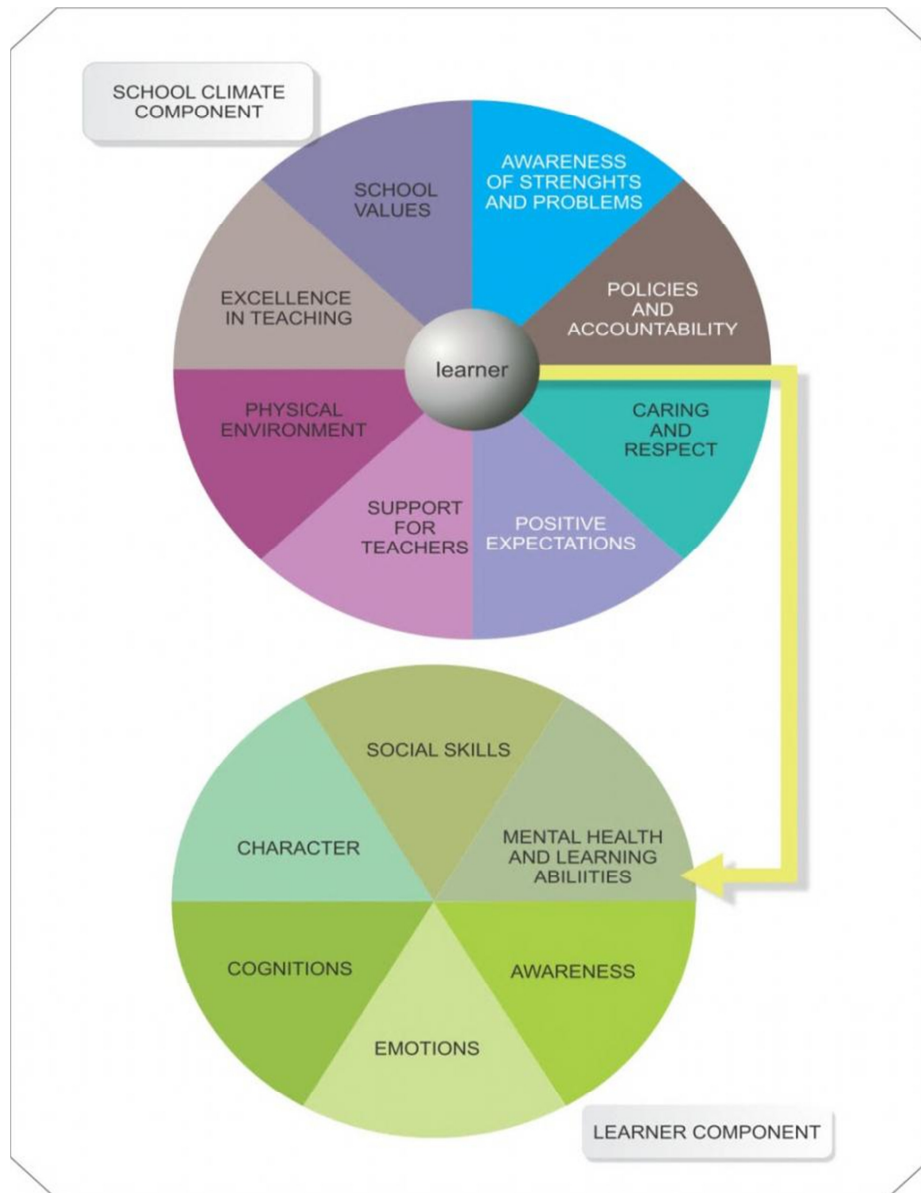 SCHOOL CLIMATE
COMPONENT
AWARENESS
OF STRENGHTS
AND PROBLEMS
SCHOOL
VALUES
EXCELLENCE
IN TEACHING
POLICIES
AND
ACCOUNTABILITY
learner
PHYSICAL
ENVIRONMENT
CARING
AND
RESPECT
SUPPORT
FOR
TEACHERS
POSITIVE
EXPECTATIONS
SOCIAL SKILLS
CHARACTER
MENTAL HEALTH
AND LEARNING
ABILIITIES
COGNITIONS
AWARENESS
EMOTIONS
LEARNER COMPONENT